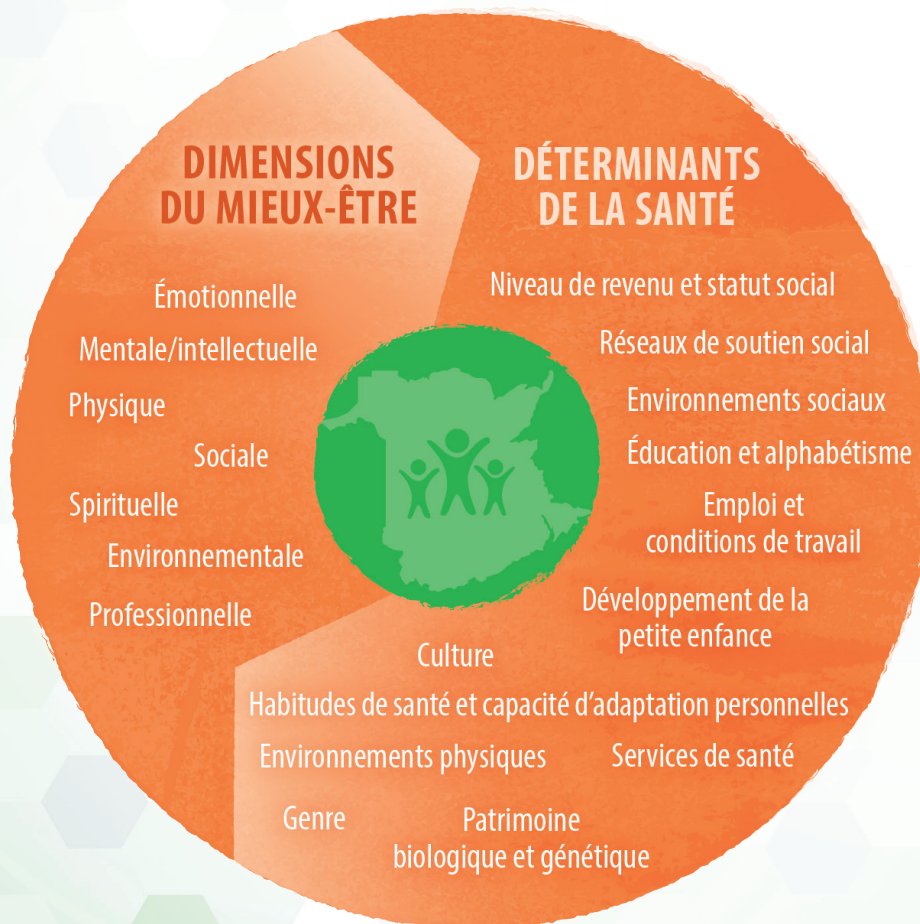 DIMENSIONS
DU MIEUX-ÊTRE
Émotionnelle
Mentale/intellectuelle
Physique
Sociale
Spirituelle
Environnementale
Professionnelle
DÉTERMINANTS
DE LA SANTÉ
Niveau de revenu et statut social
Réseaux de soutien social
Environnements sociaux
Éducation et alphabétisme
Emploi et
conditions de travail
Développement de la
petite enfance
Culture
Habitudes de santé et capacité d’adaptation personnelles
Environnements physiques
Services de santé
Genre
Patrimoine
biologique et génétique